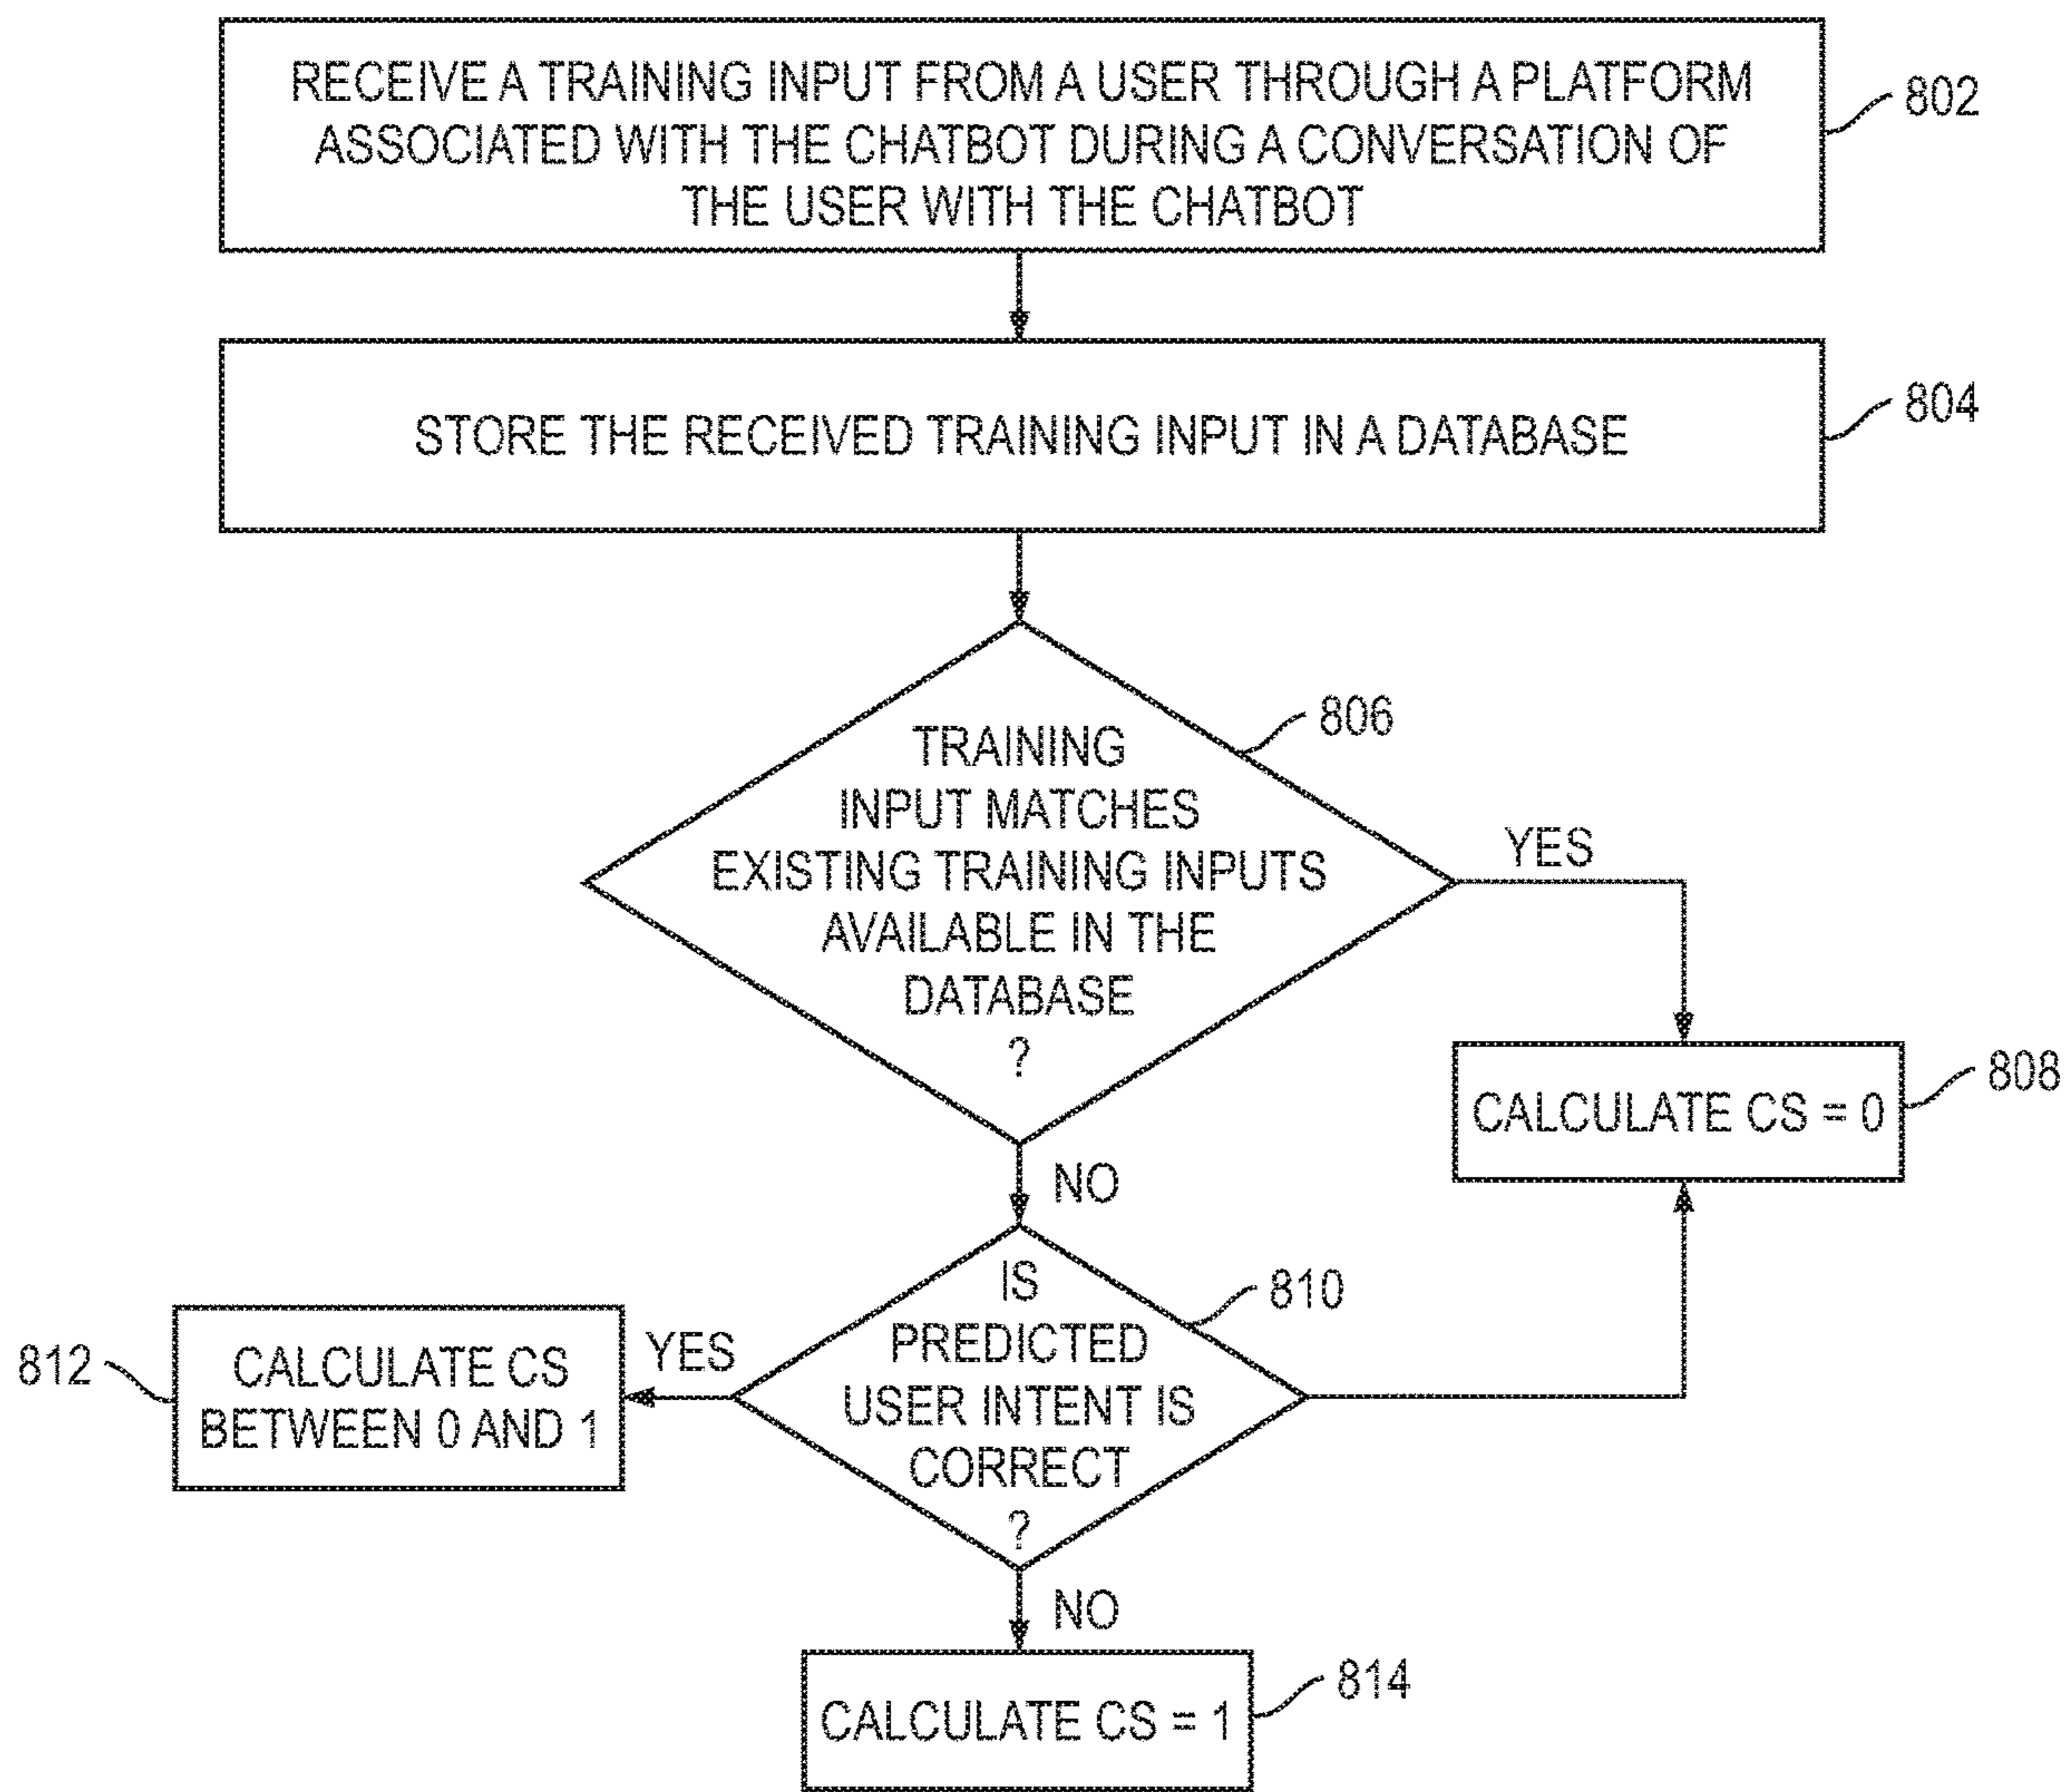 RECEIVE A TRAINING INPUT FROM A USER THROUGH A PLATFORM
ASSOCIATED WITH THE CHATBOT DURING A CONVERSATION OF
THE USER WITH THE CHATBOT
802
STORE THE RECEIVED TRAINING INPUT IN A DATABASE
804
806
TRAINING
INPUT MATCHES
EXISTING TRAINING INPUTS
AVAILABLE IN THE
DATABASE
?
YES
CALCULATE CS = 0
808
NO
IS
PREDICTED
USER INTENT IS
CORRECT
?
810
YES
812
CALCULATE CS
BETWEEN 0 AND 1
NO
CALCULATE CS = 1
814